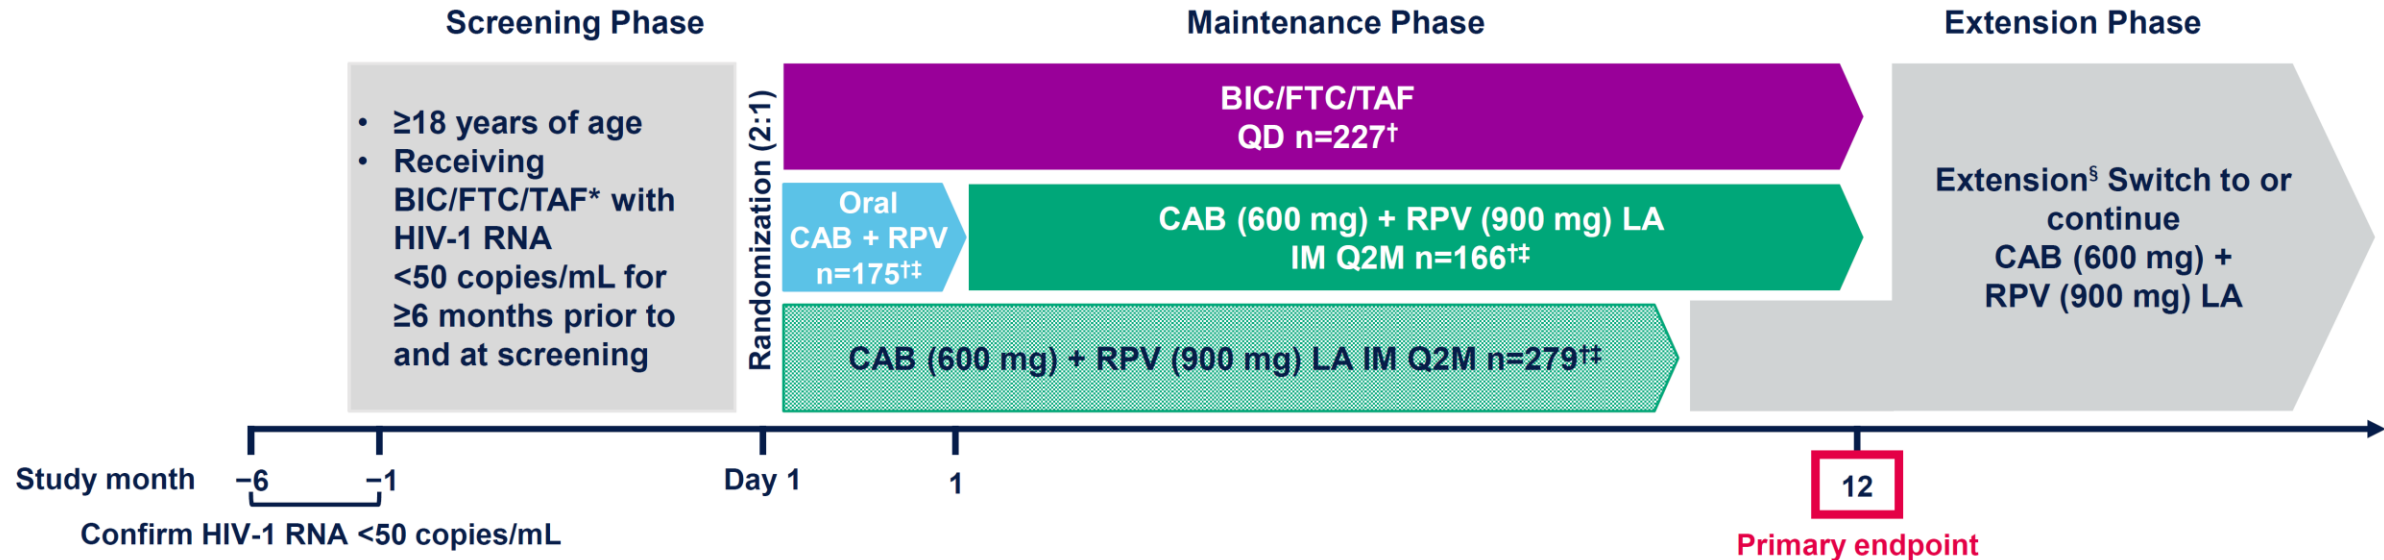 Screening Phase
Maintenance Phase
Extension Phase
• ≥18 years of age
• Receiving
BIC/FTC/TAF* with
HIV-1 RNA
<50 copies/mL for
≥6 months prior to
and at screening
Randomization (2:1)
BIC/FTC/TAF
QD n=227†
Oral
CAB + RPV
n=175†‡
CAB (600 mg) + RPV (900 mg) LA
IM Q2M n=166†‡
CAB (600 mg) + RPV (900 mg) LA IM Q2M n=279†‡
Extension§ Switch to or
continue
CAB (600 mg) +
RPV (900 mg) LA
Study month
−6
−1
Day 1
1
12
Confirm HIV-1 RNA <50 copies/mL
Primary endpoint